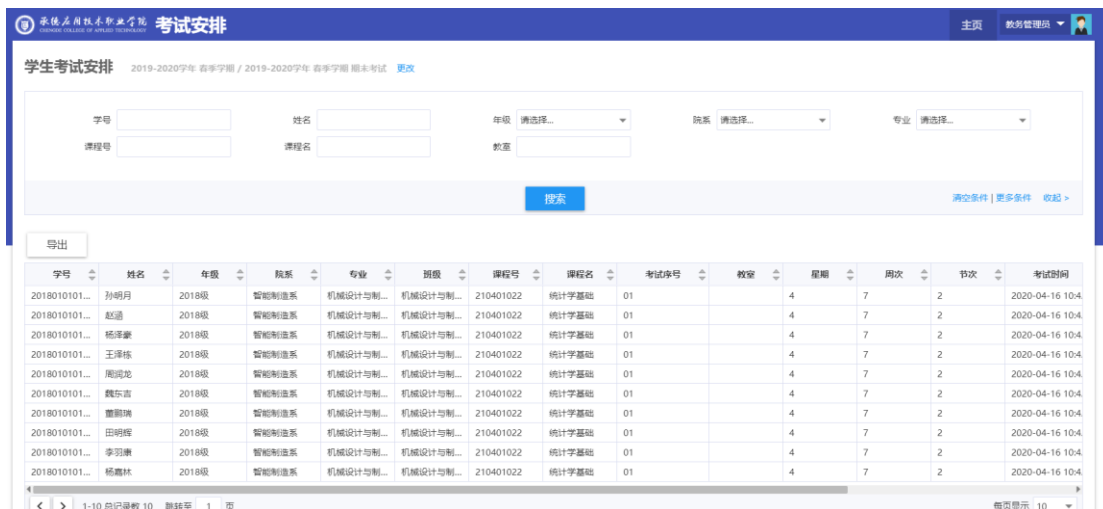 承德应用技术职业学院 考试安排 主页 教务管理员
CHENGDE COLLEGE OF APPLIED TECHNOLOGY
学生考试安排 2019-2020学年 春季学期 / 2019-2020学年 春季学期 期末考试 更改
学号 姓名 年级 请选择... 院系 请选择... 专业 请选择...
课程号 课程名 教室
搜索 清空条件 | 更多条件 收起 >
导出
学号 姓名 年级 院系 专业 班级 课程号 课程名 考试序号 教室 星期 周次 节次 考试时间
2018010101... 孙明月 2018级 智能制造系 机械设计与制... 机械设计与制... 210401022 统计学基础 01 4 7 2 2020-04-16 10:4
2018010101... 赵涵 2018级 智能制造系 机械设计与制... 机械设计与制... 210401022 统计学基础 01 4 7 2 2020-04-16 10:4
2018010101... 杨泽豪 2018级 智能制造系 机械设计与制... 机械设计与制... 210401022 统计学基础 01 4 7 2 2020-04-16 10:4
2018010101... 王泽栋 2018级 智能制造系 机械设计与制... 机械设计与制... 210401022 统计学基础 01 4 7 2 2020-04-16 10:4
2018010101... 周润龙 2018级 智能制造系 机械设计与制... 机械设计与制... 210401022 统计学基础 01 4 7 2 2020-04-16 10:4
2018010101... 魏东吉 2018级 智能制造系 机械设计与制... 机械设计与制... 210401022 统计学基础 01 4 7 2 2020-04-16 10:4
2018010101... 董鹏瑞 2018级 智能制造系 机械设计与制... 机械设计与制... 210401022 统计学基础 01 4 7 2 2020-04-16 10:4
2018010101... 田明辉 2018级 智能制造系 机械设计与制... 机械设计与制... 210401022 统计学基础 01 4 7 2 2020-04-16 10:4
2018010101... 李羽康 2018级 智能制造系 机械设计与制... 机械设计与制... 210401022 统计学基础 01 4 7 2 2020-04-16 10:4
2018010101... 杨嘉林 2018级 智能制造系 机械设计与制... 机械设计与制... 210401022 统计学基础 01 4 7 2 2020-04-16 10:4
1-10 总记录数 10 跳转至 1 页 每页显示 10